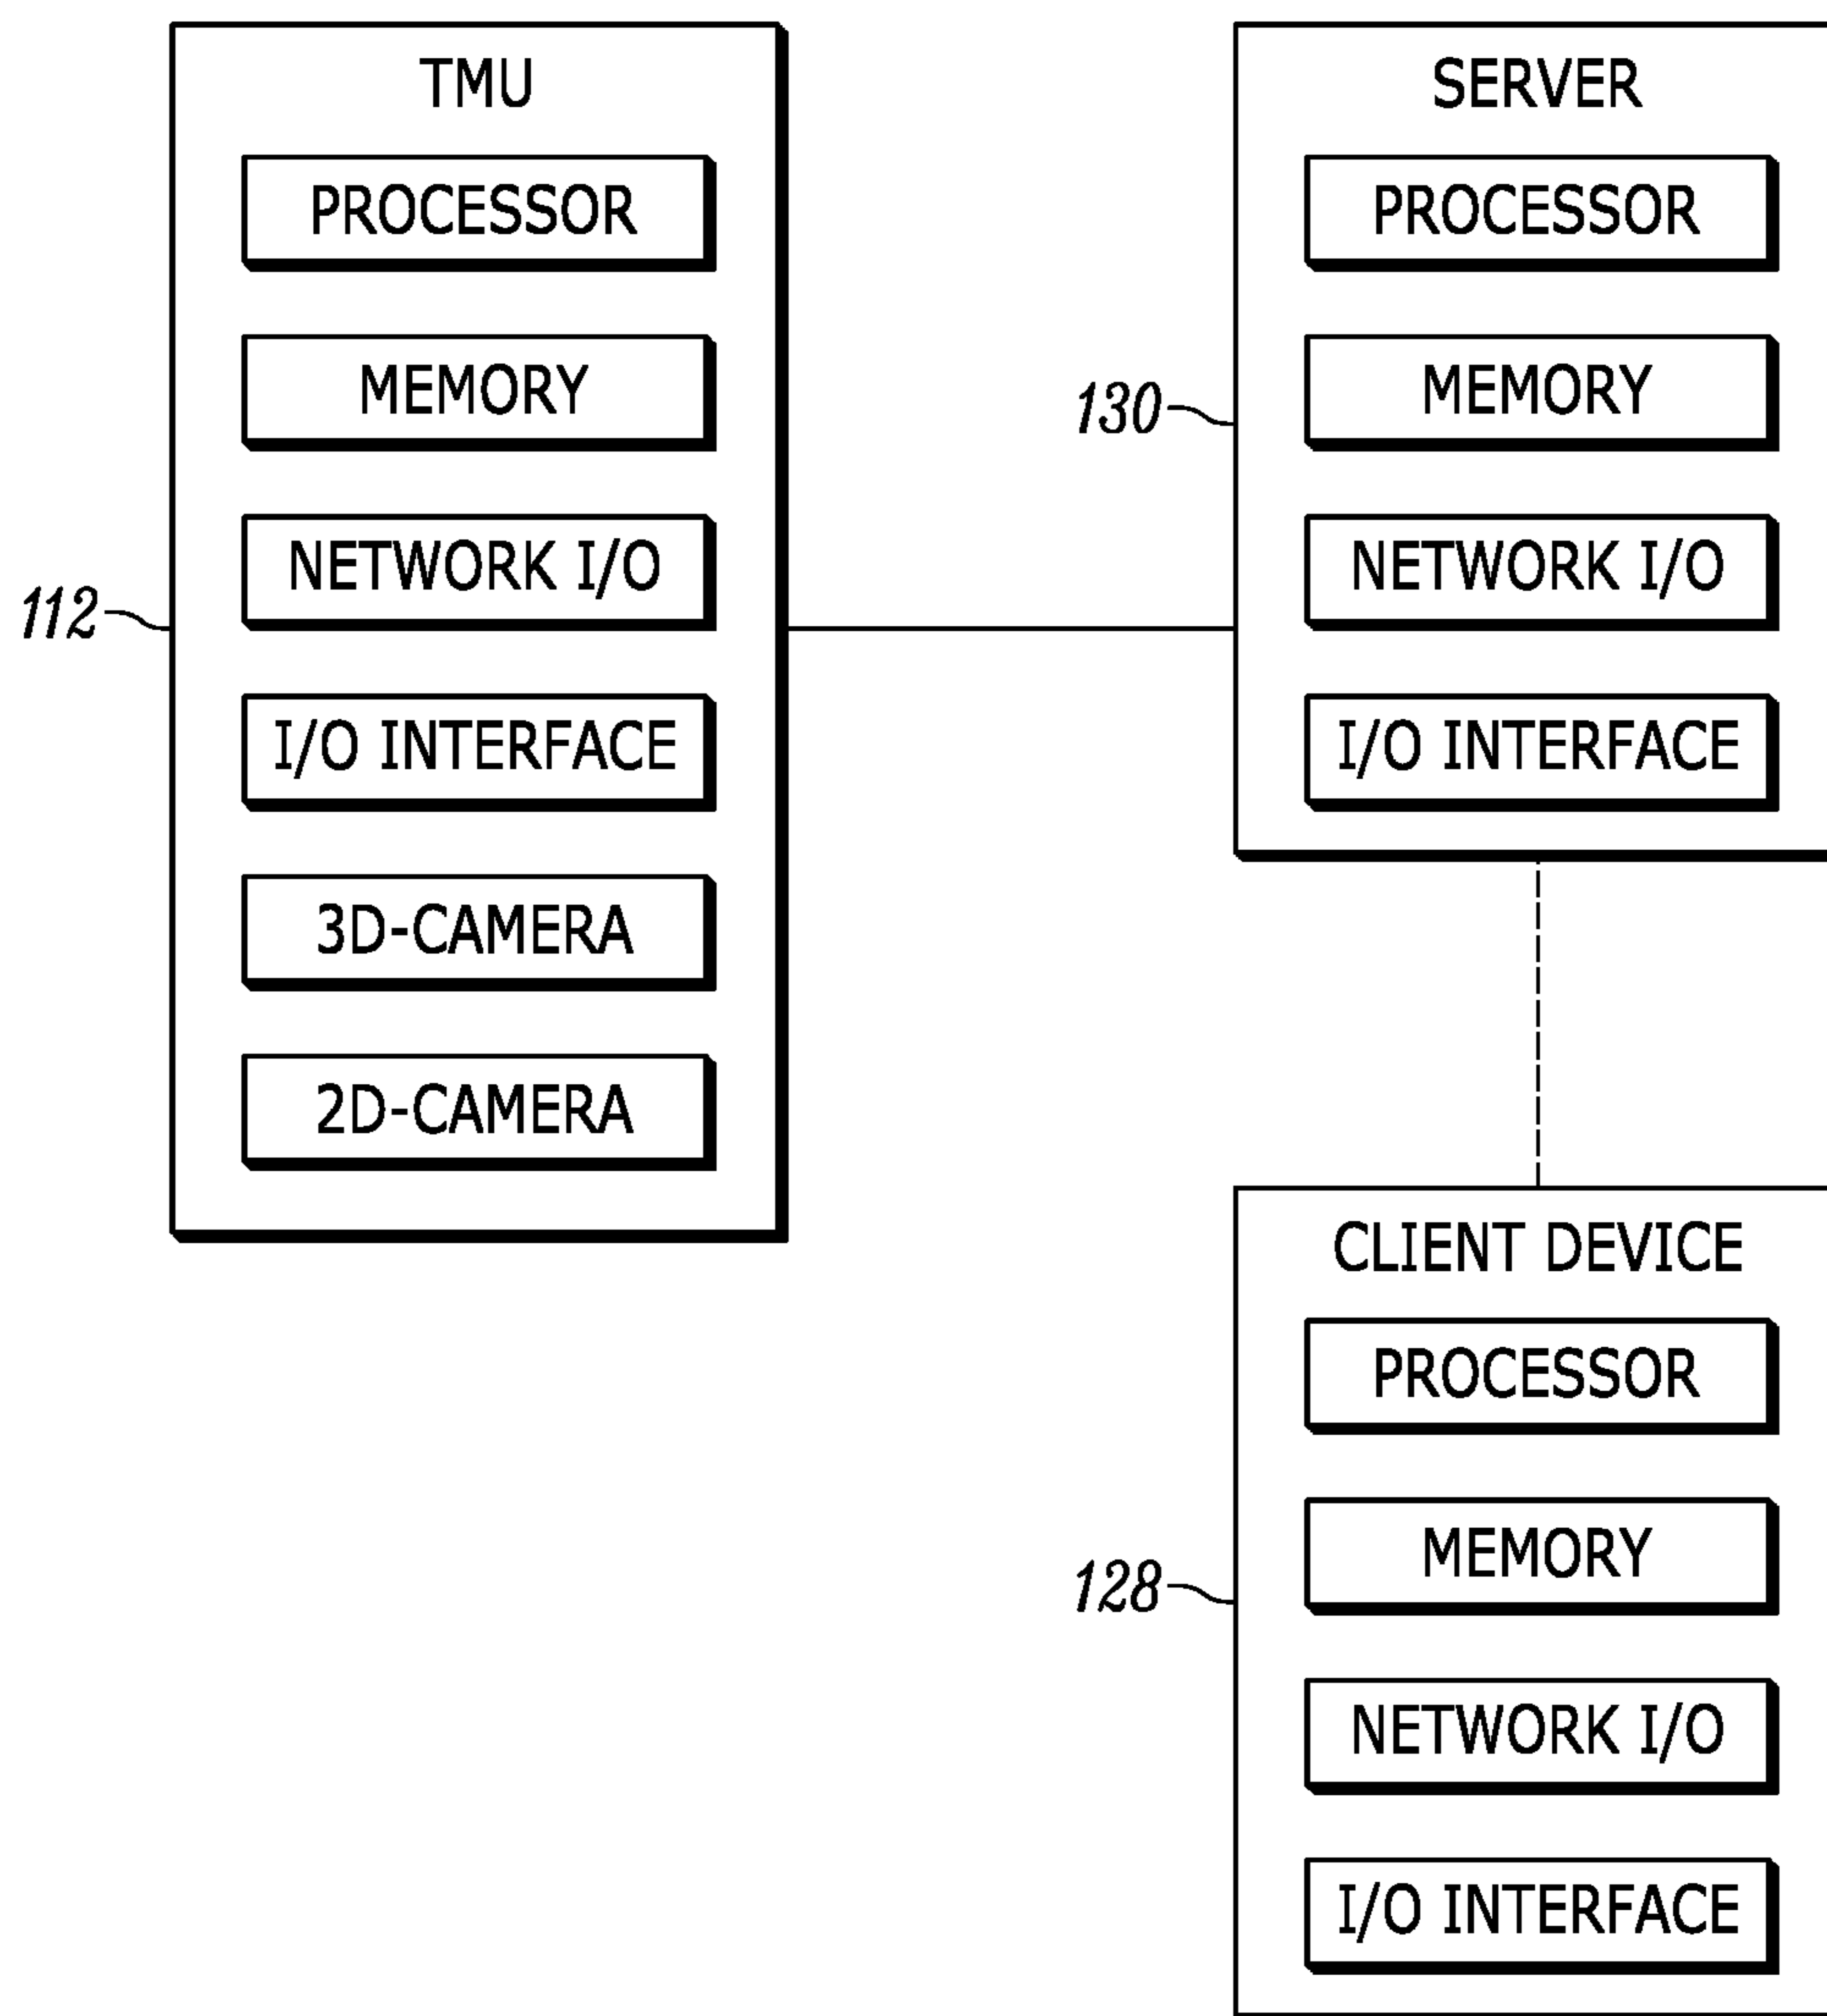 TMU
PROCESSOR
MEMORY
NETWORK I/O
I/O INTERFACE
3D-CAMERA
2D-CAMERA
112
SERVER
PROCESSOR
MEMORY
NETWORK I/O
I/O INTERFACE
130
CLIENT DEVICE
PROCESSOR
MEMORY
NETWORK I/O
I/O INTERFACE
128